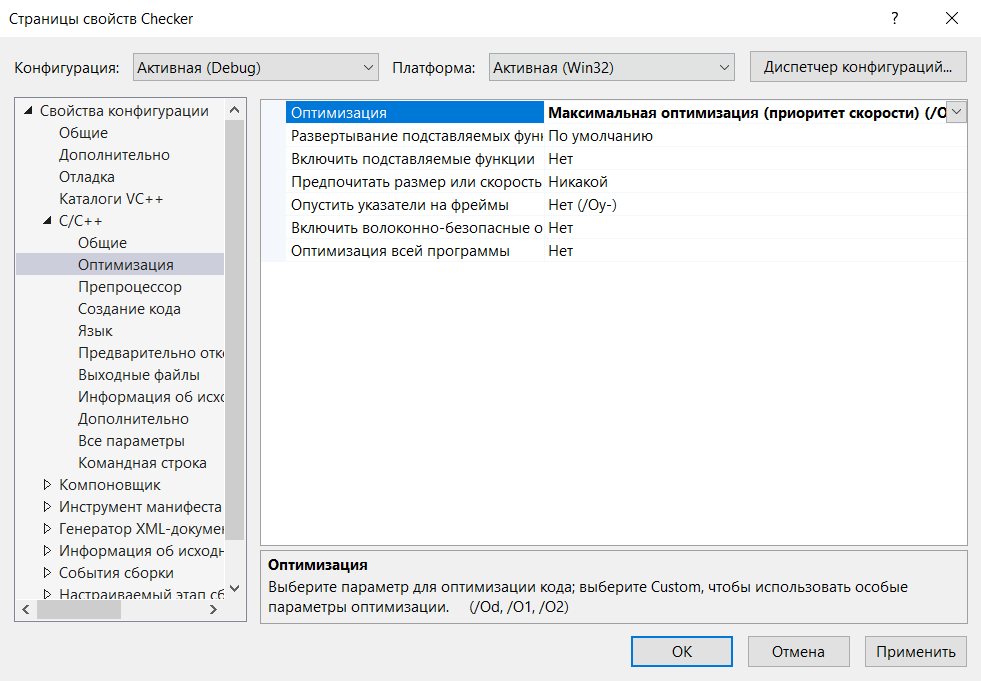 Страницы свойств Checker
?
Конфигурация: Активная (Debug) Платформа: Активная (Win32) Диспетчер конфигураций...
Свойства конфигурации
Общие
Дополнительно
Отладка
Каталоги VC++
C/C++
Общие
Оптимизация
Препроцессор
Создание кода
Язык
Предварительно отко
Выходные файлы
Информация об исхо
Дополнительно
Все параметры
Командная строка
Компоновщик
Инструмент манифеста
Генератор XML-докумен
Информация об исходн
События сборки
Настраиваемый этап сб
Оптимизация Максимальная оптимизация (приоритет скорости) (/O
Развертывание подставляемых функ По умолчанию
Включить подставляемые функции Нет
Предпочитать размер или скорость Никакой
Опустить указатели на фреймы Нет (/Oy-)
Включить волоконно-безопасные о Нет
Оптимизация всей программы Нет
Оптимизация
Выберите параметр для оптимизации кода; выберите Custom, чтобы использовать особые
параметры оптимизации. (/Od, /O1, /O2)
ОК Отмена Применить